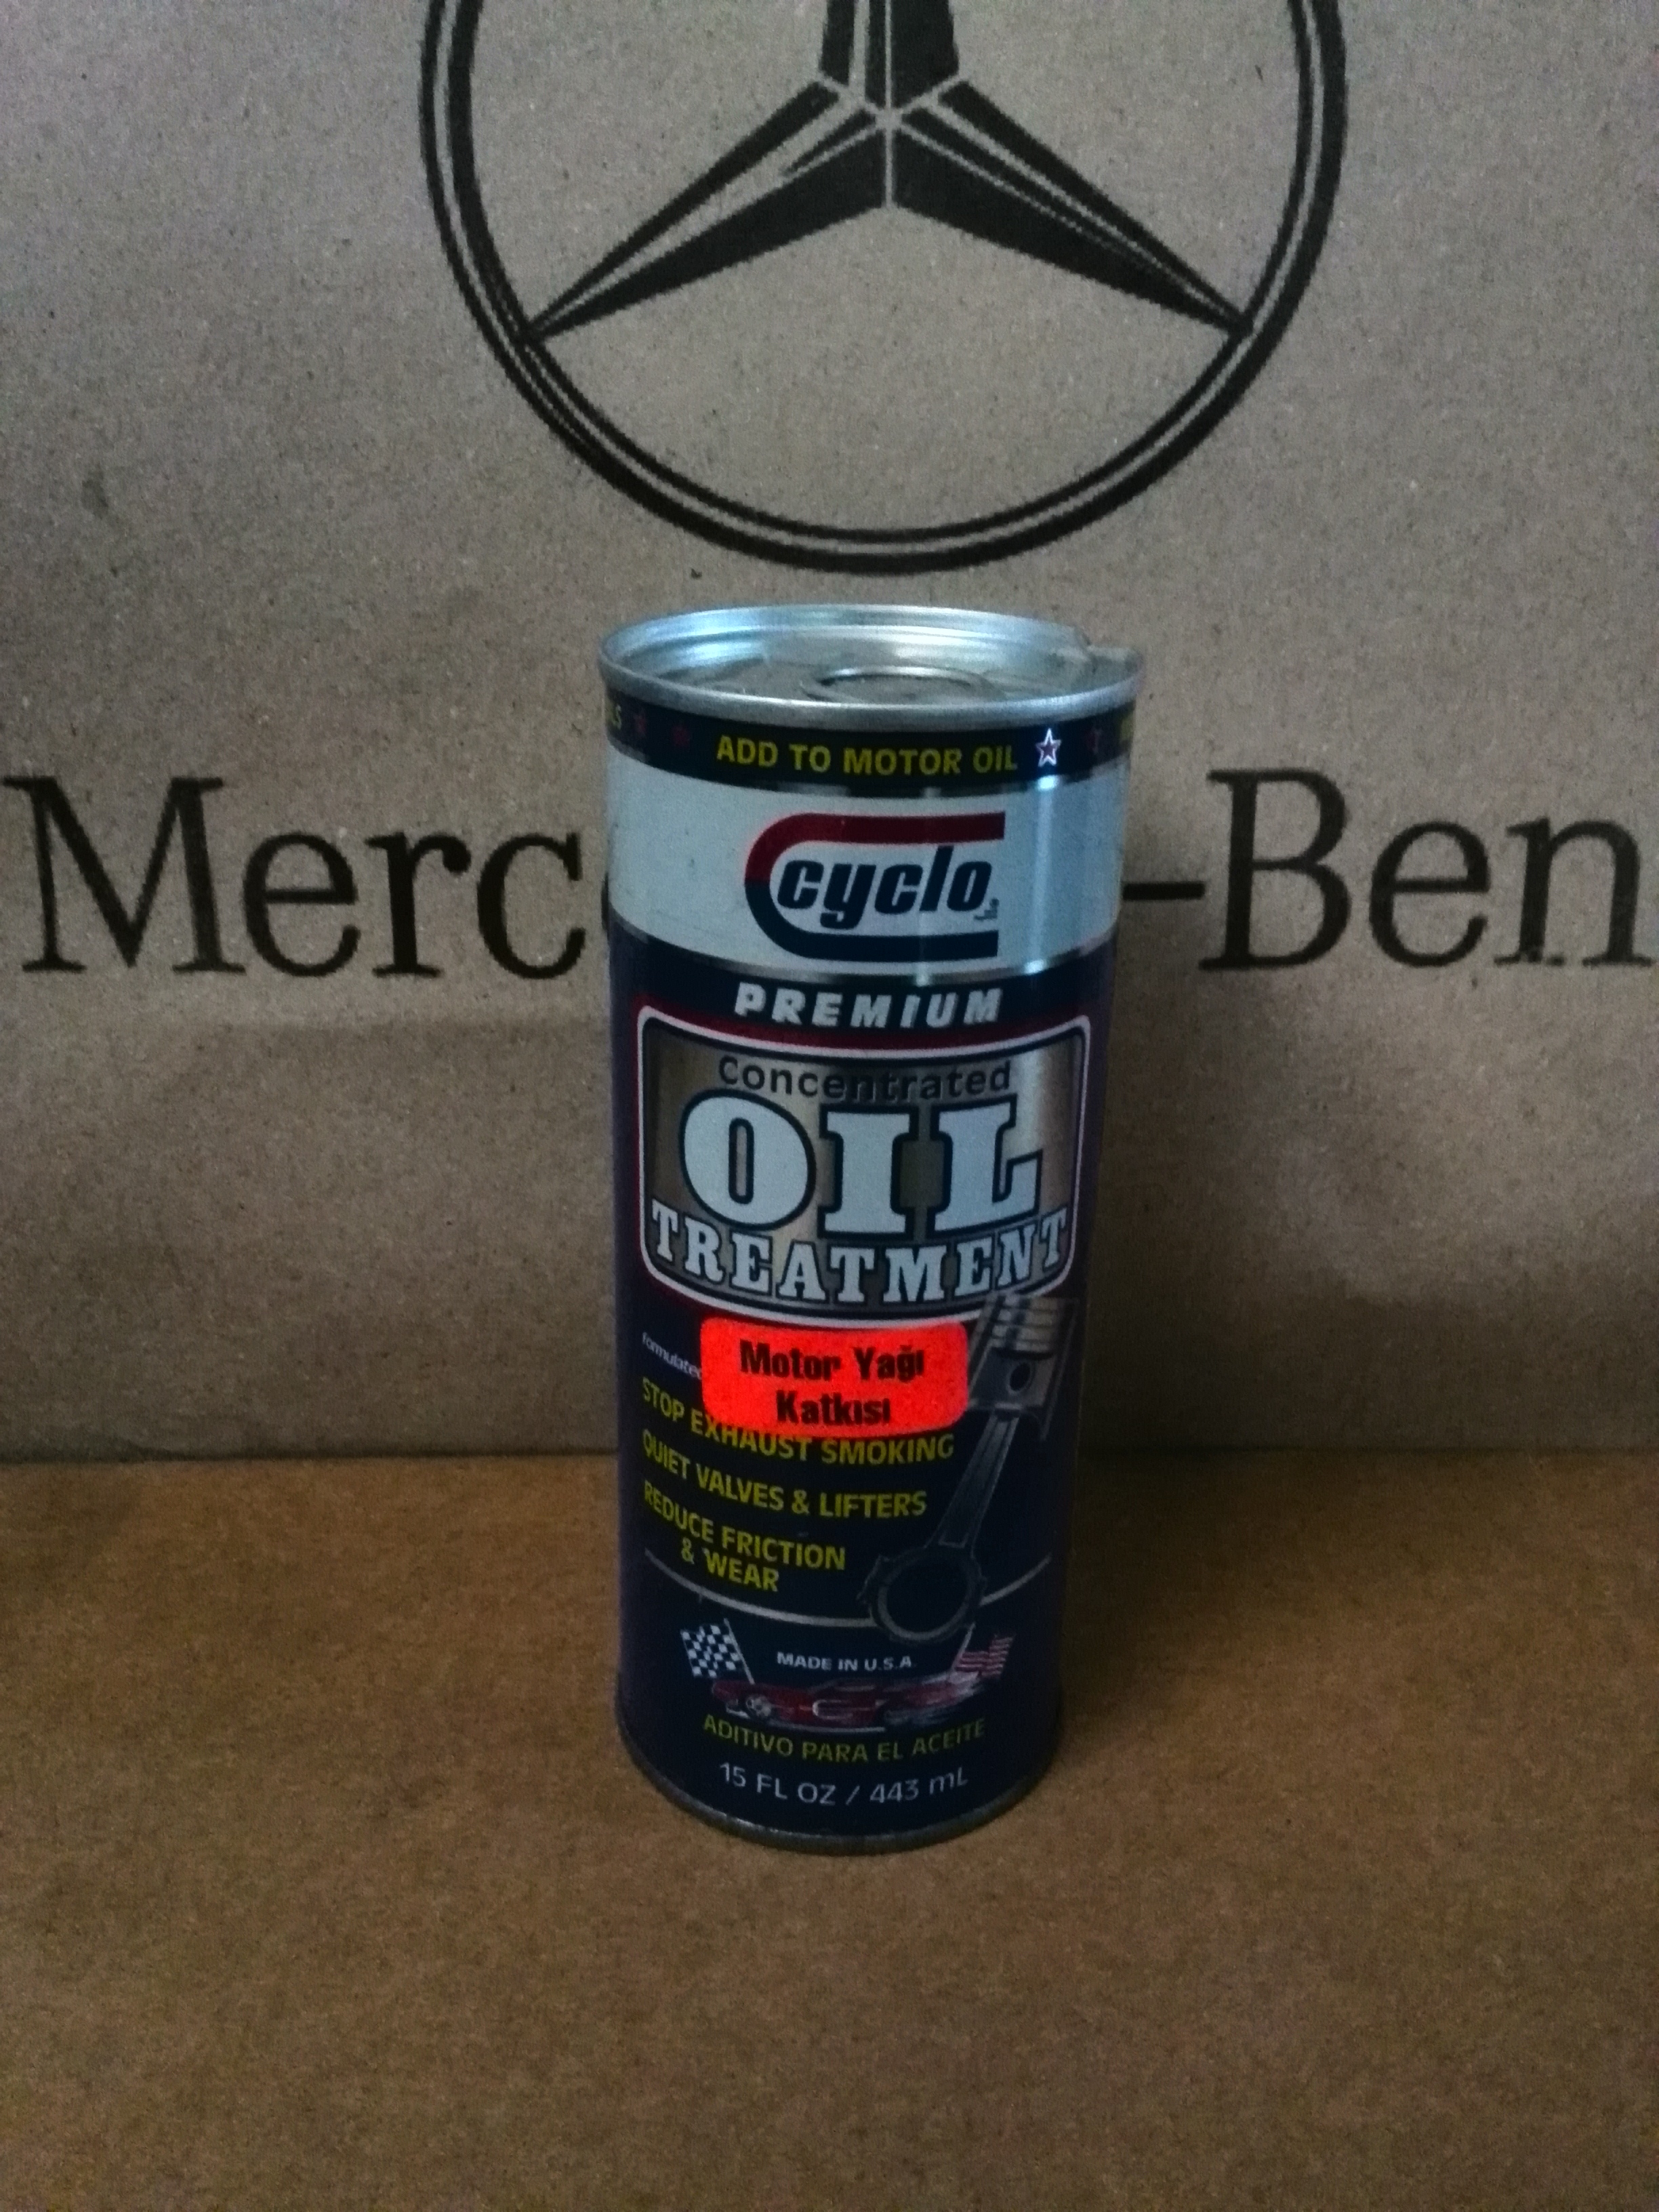 Merc -Ben
ADD TO MOTOR OIL
cyclo
PREMIUM
Concentrated
OIL
TREATMENT
formulated
Motor Yağı
Katkısı
STOP EXHAUST SMOKING
QUIET VALVES & LIFTERS
REDUCE FRICTION
& WEAR
MADE IN U.S.A.
ADITIVO PARA EL ACEITE
15 FL OZ / 443 mL